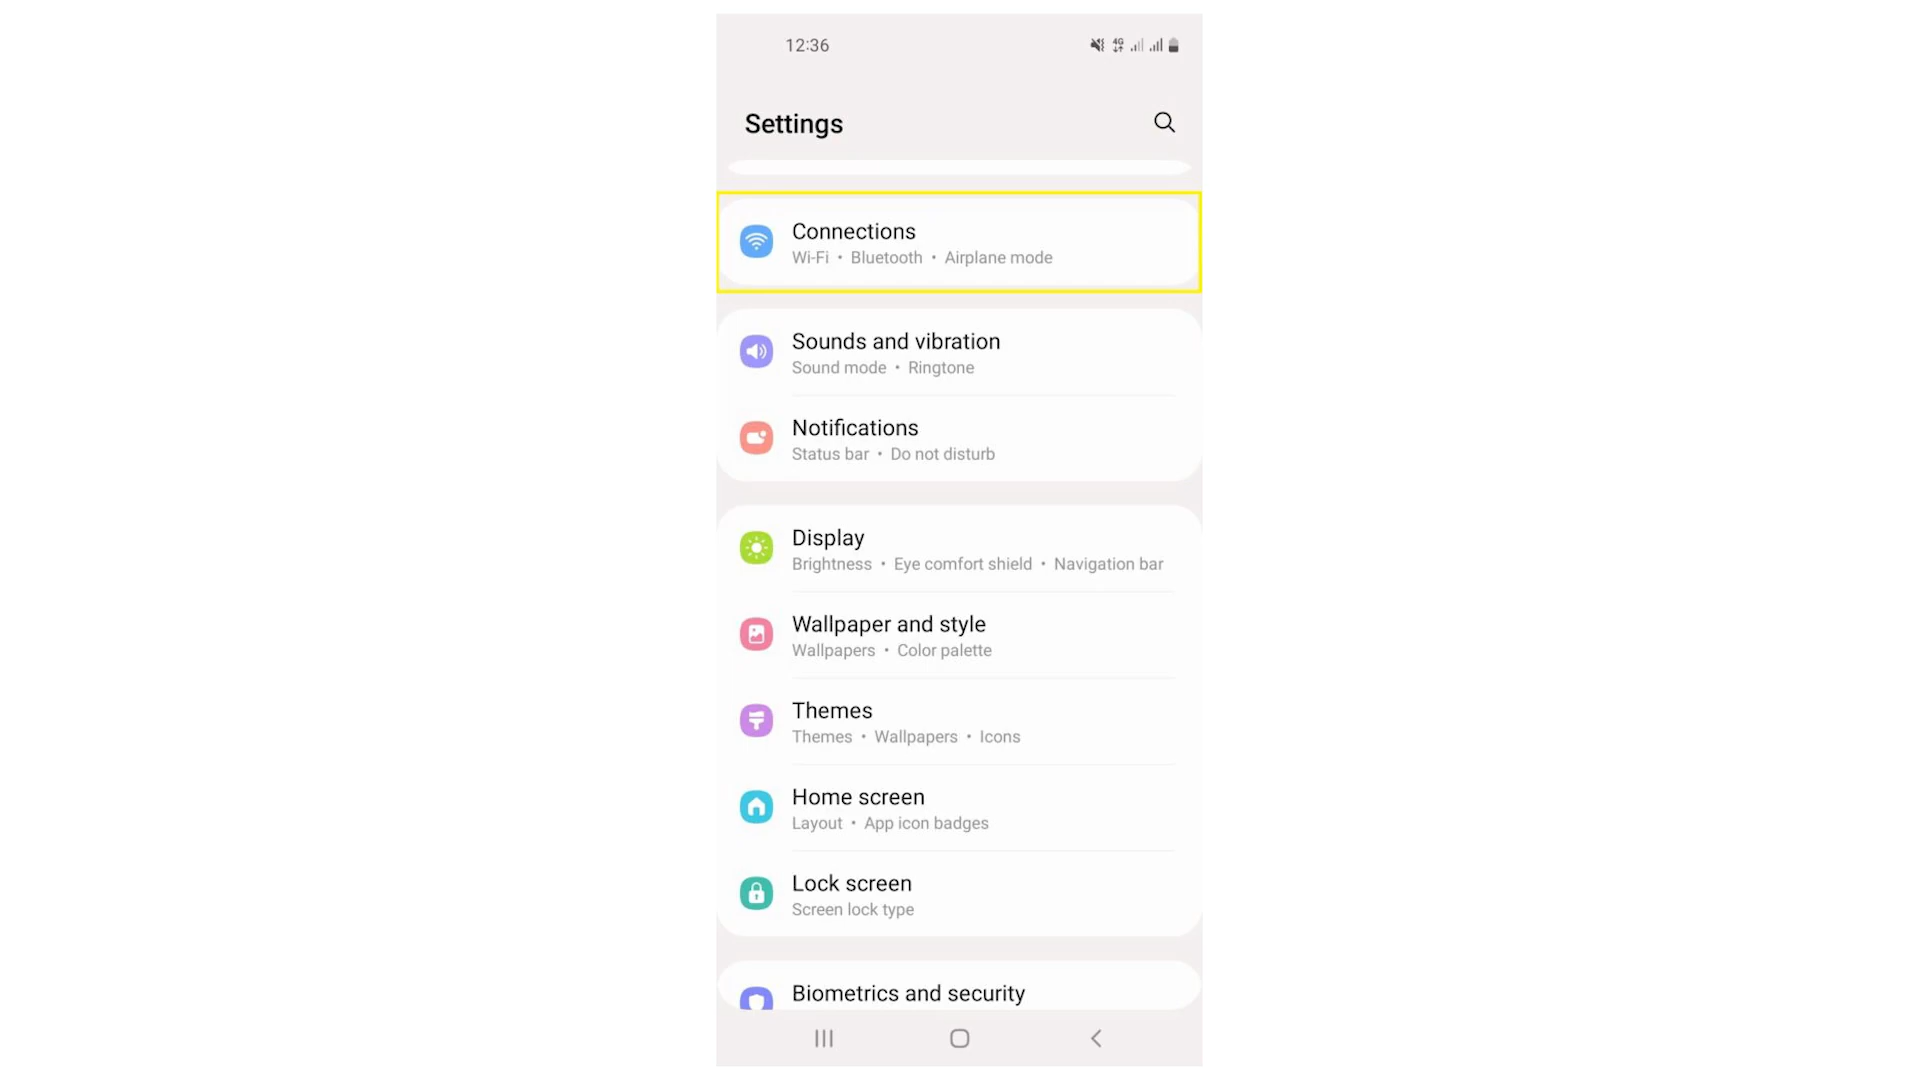 12:36
4G
Settings
Connections
Wi-Fi • Bluetooth • Airplane mode
Sounds and vibration
Sound mode • Ringtone
Notifications
Status bar • Do not disturb
Display
Brightness • Eye comfort shield • Navigation bar
Wallpaper and style
Wallpapers • Color palette
Themes
Themes • Wallpapers • Icons
Home screen
Layout • App icon badges
Lock screen
Screen lock type
Biometrics and security